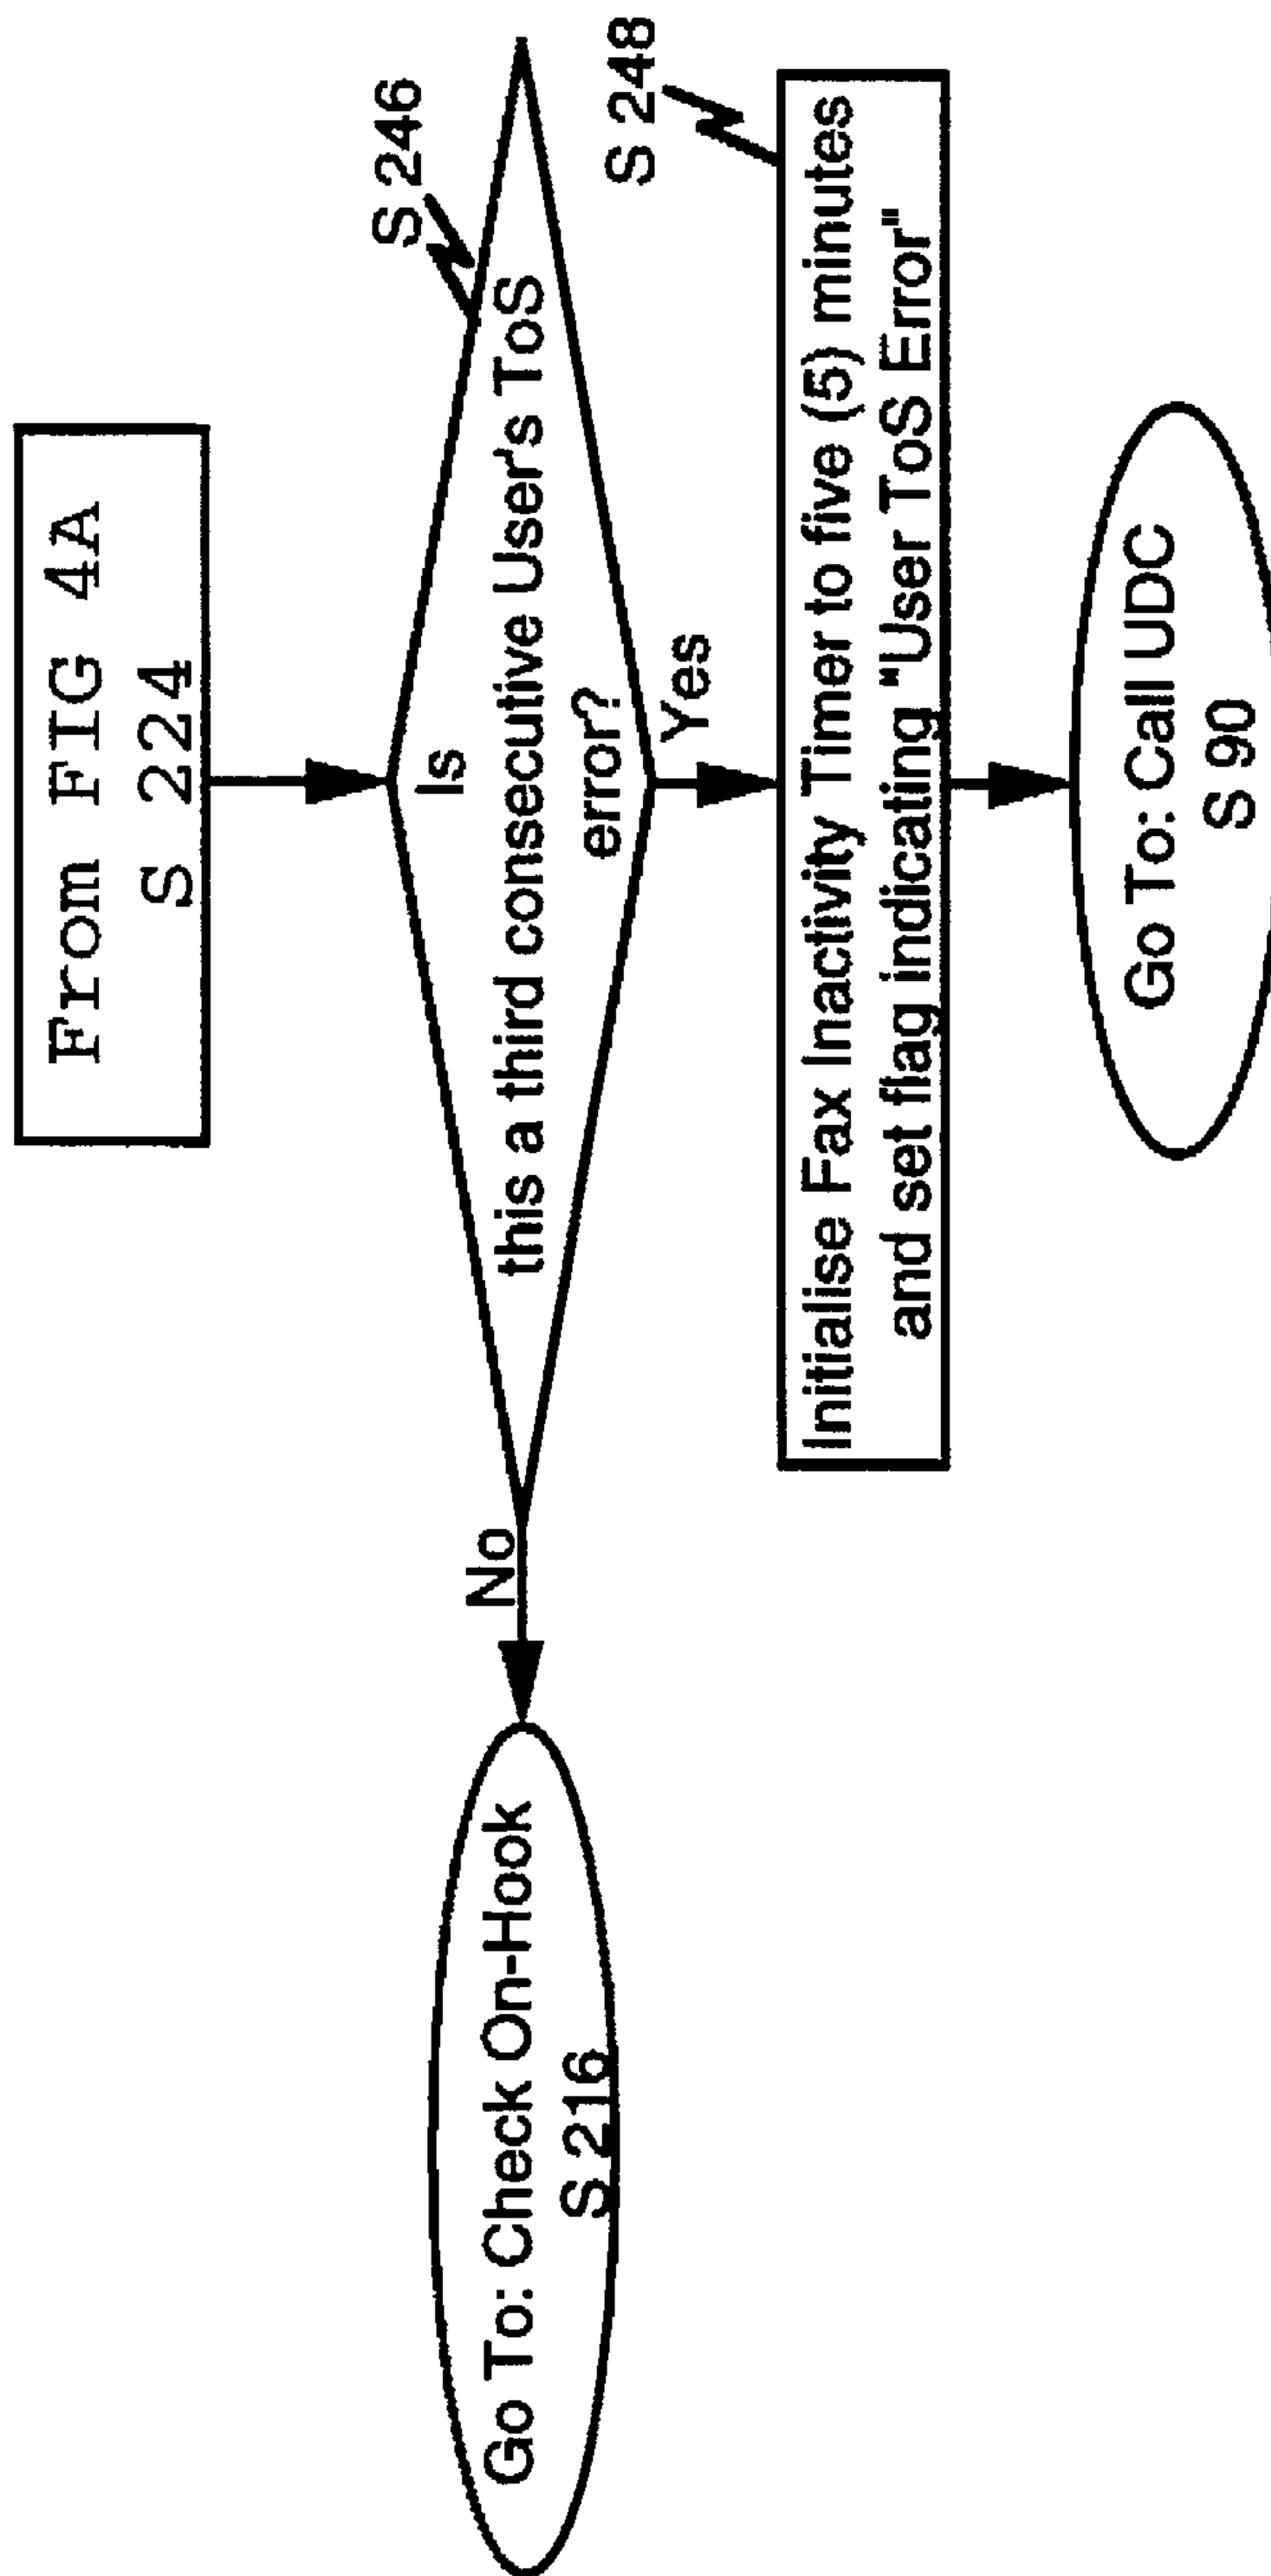 From FIG 4A
S 224
S 246
Is
this a third consecutive User's ToS
error?
No
Yes
Go To: Check On-Hook
S 216
S 248
Initialise Fax Inactivity Timer to five (5) minutes
and set flag indicating "User ToS Error"
Go To: Call UDC
S 90